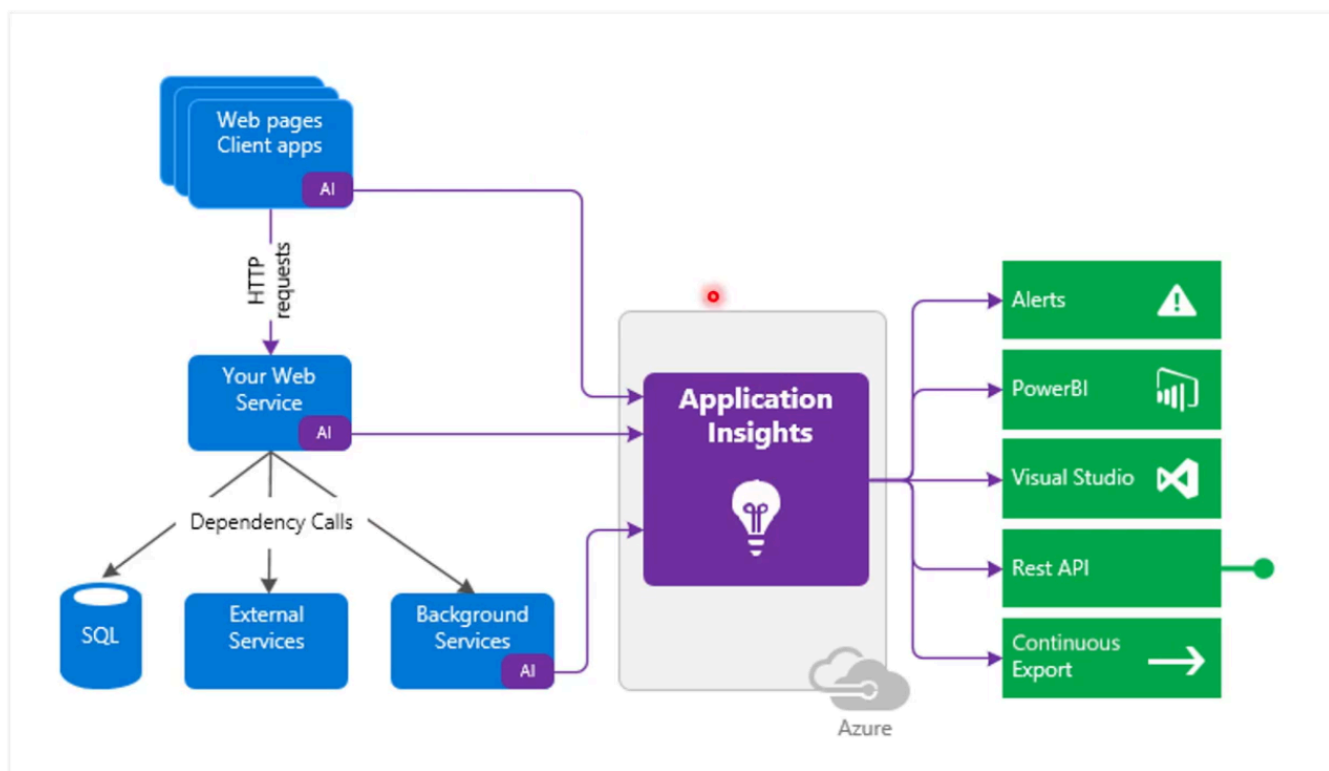 Web pages
Client apps
AI
HTTP
requests
Your Web
Service
AI
Dependency Calls
SQL
External
Services
Background
Services
AI
Application
Insights
Azure
Alerts
PowerBI
Visual Studio
Rest API
Continuous
Export